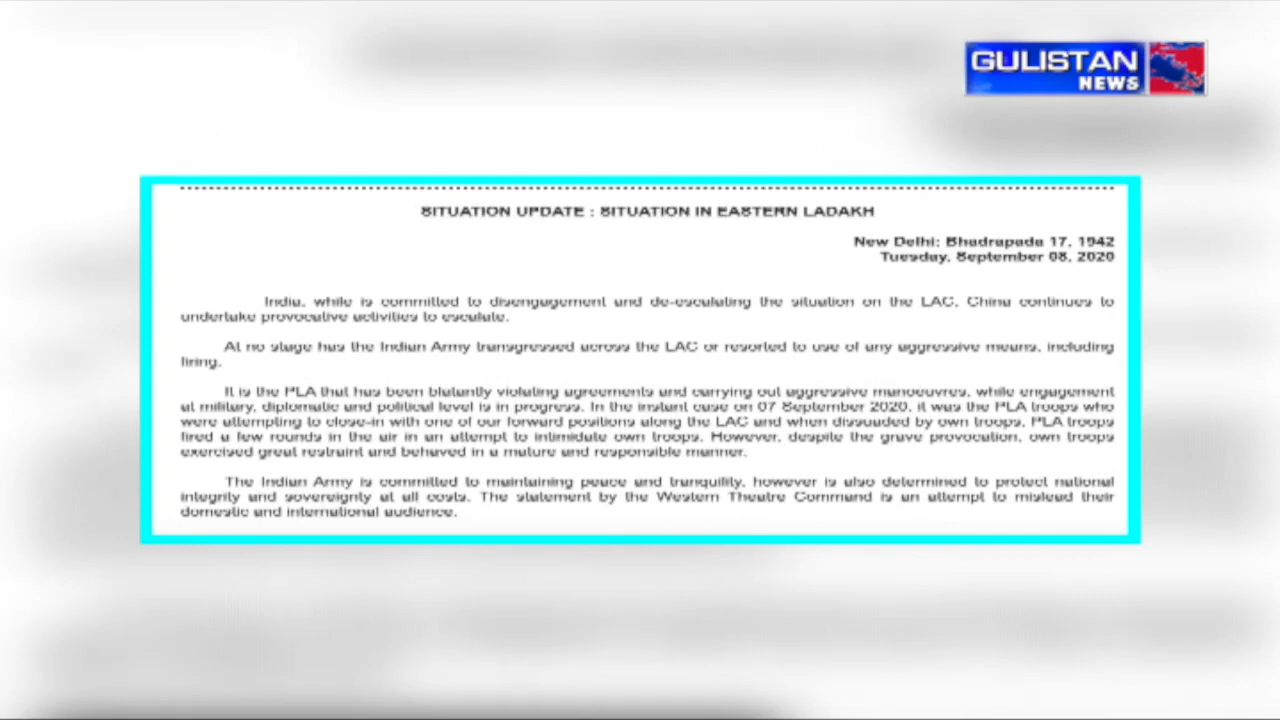 GULISTAN
NEWS
SITUATION UPDATE : SITUATION IN EASTERN LADAKH
New Delhi: Bhadrapada 17, 1942
Tuesday, September 08, 2020
India, while is committed to disengagement and de-escalating the situation on the LAC, China continues to
undertake provocative activities to escalate.
At no stage has the Indian Army transgressed across the LAC or resorted to use of any aggressive means, including
firing.
It is the PLA that has been blatantly violating agreements and carrying out aggressive manoeuvres, while engagement
at military, diplomatic and political level is in progress. In the instant case on 07 September 2020, it was the PLA troops who
were attempting to close-in with one of our forward positions along the LAC and when dissuaded by own troops, PLA troops
fired a few rounds in the air in an attempt to intimidate own troops. However, despite the grave provocation, own troops
exercised great restraint and behaved in a mature and responsible manner.
The Indian Army is committed to maintaining peace and tranquility, however is also determined to protect national
integrity and sovereignty at all costs. The statement by the Western Theatre Command is an attempt to mislead their
domestic and international audience.